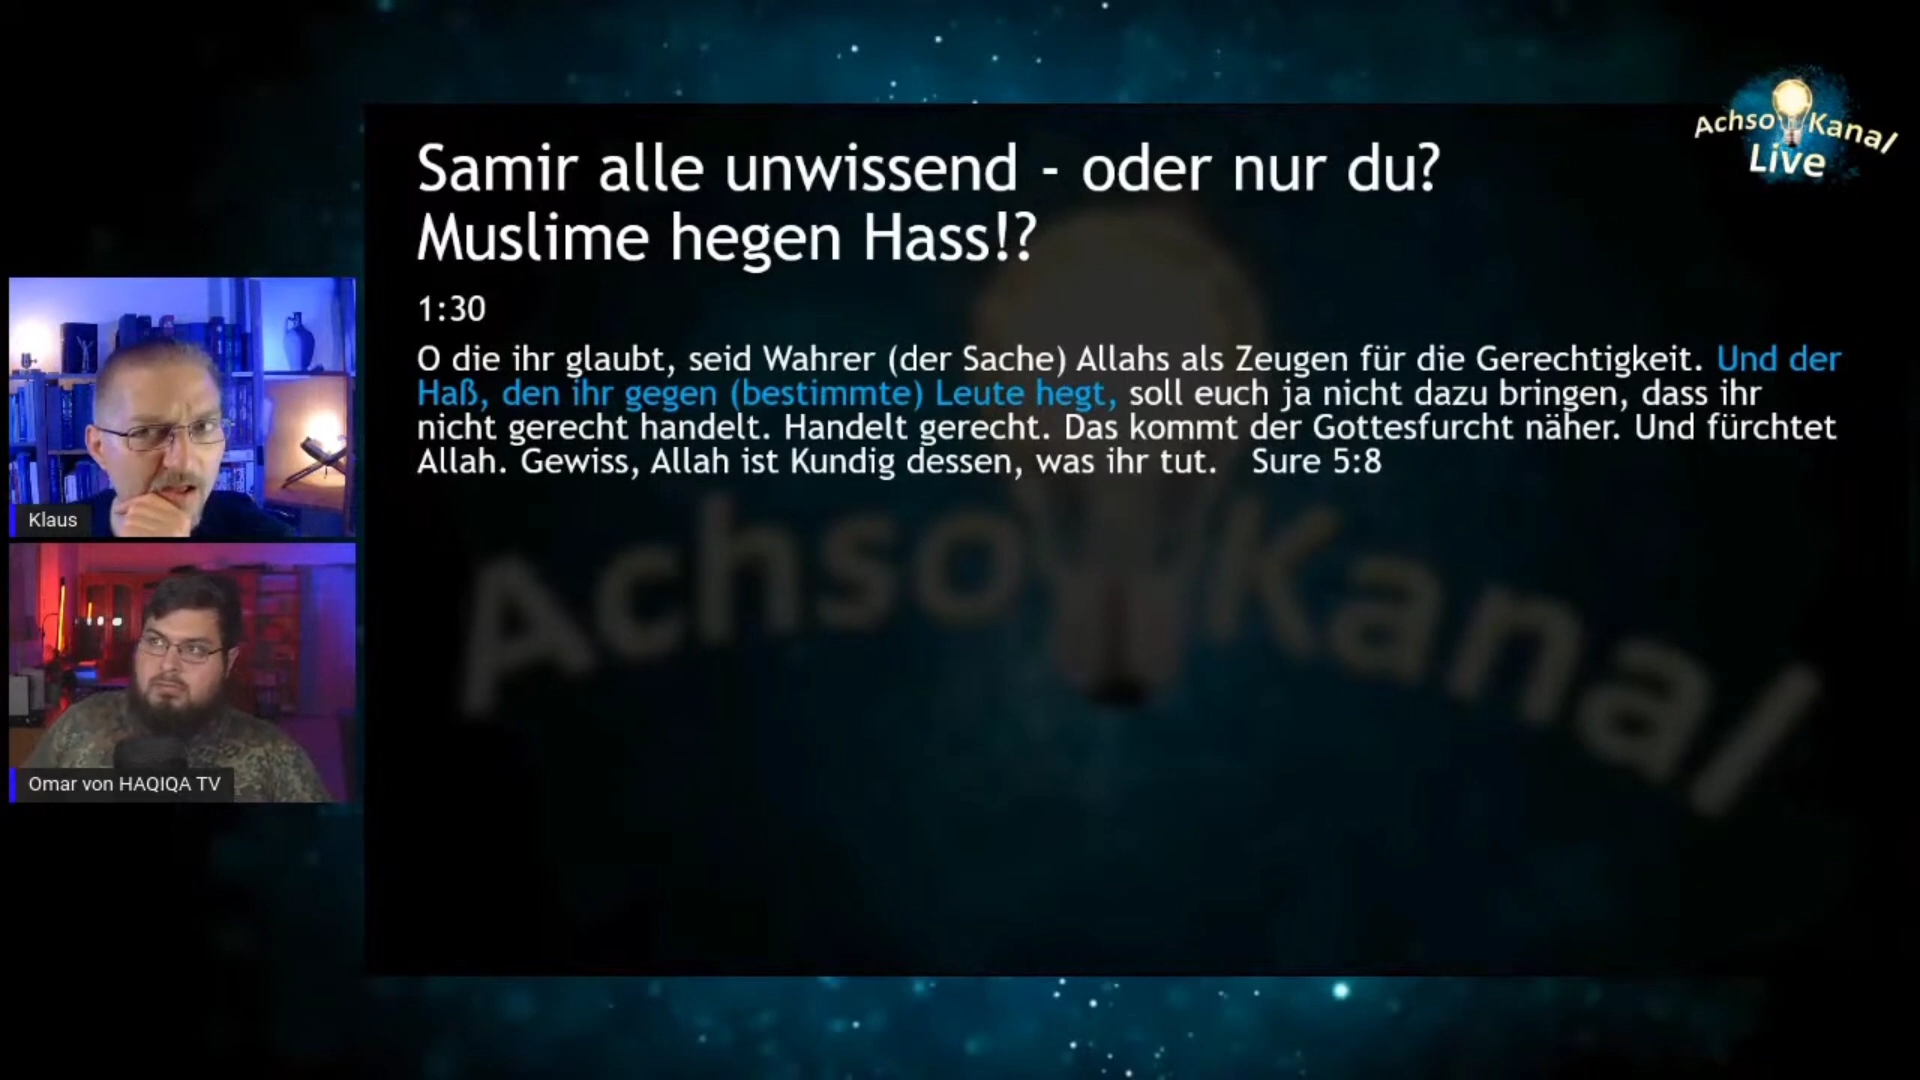 Achso Kanal
Live
Samir alle unwissend - oder nur du?
Muslime hegen Hass!?
1:30
O die ihr glaubt, seid Wahrer (der Sache) Allahs als Zeugen für die Gerechtigkeit. Und der
Haß, den ihr gegen (bestimmte) Leute hegt, soll euch ja nicht dazu bringen, dass ihr
nicht gerecht handelt. Handelt gerecht. Das kommt der Gottesfurcht näher. Und fürchtet
Allah. Gewiss, Allah ist Kundig dessen, was ihr tut. Sure 5:8
Klaus
Omar von HAQIQA TV
Achso Kanal